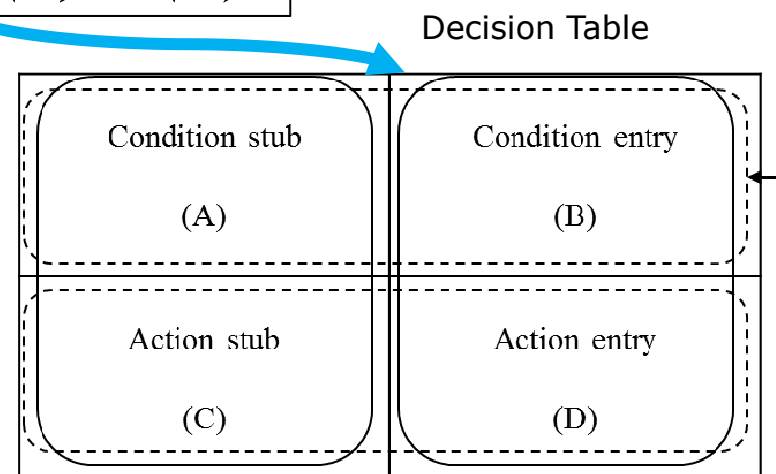 Decision Table
Condition stub
Condition entry
(A)
(B)
Action stub
Action entry
(C)
(D)